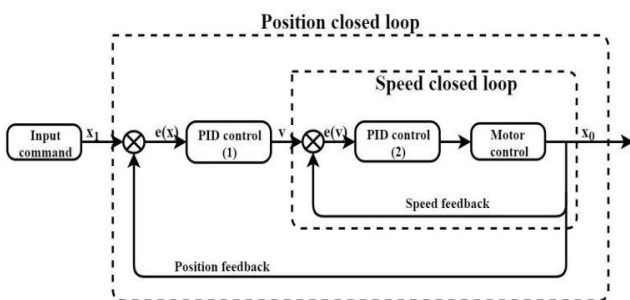 Position closed loop
Speed closed loop
Input
command
x₁
e(x)
PID control
(1)
v
e(v)
PID control
(2)
Motor
control
x₀
Speed feedback
Position feedback